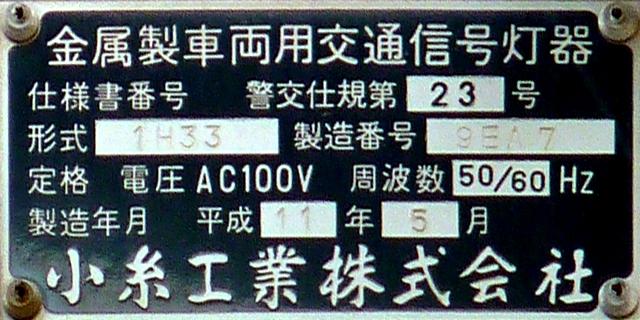 金属製車両用交通信号灯器
仕様書番号 警交仕規第 23 号
形式 1H33 製造番号 9EA7
定格 電圧 AC100V 周波数 50/60 Hz
製造年月 平成 11 年 5 月
小糸工業株式会社